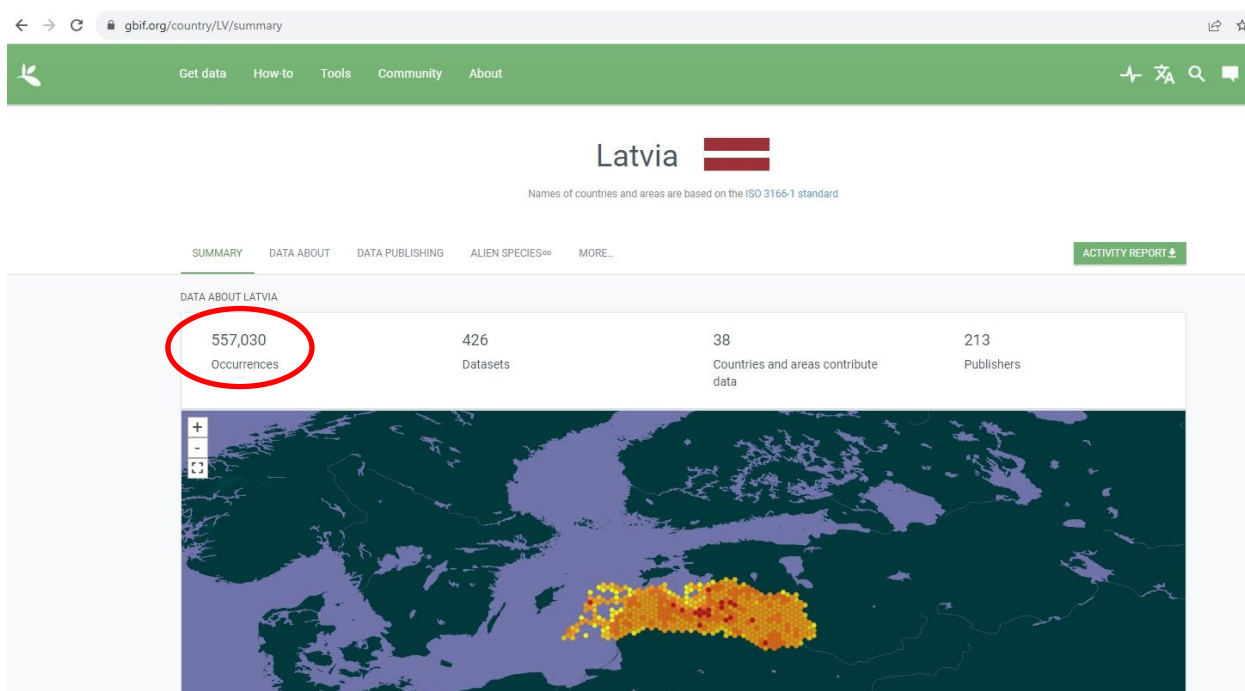 gbif.org/country/LV/summary
Get data How-to Tools Community About
Latvia
Names of countries and areas are based on the ISO 3166-1 standard
SUMMARY DATA ABOUT DATA PUBLISHING ALIEN SPECIES MORE... ACTIVITY REPORT
DATA ABOUT LATVIA
557,030 426 38 213
Occurrences Datasets Countries and areas contribute Publishers
data
+
-